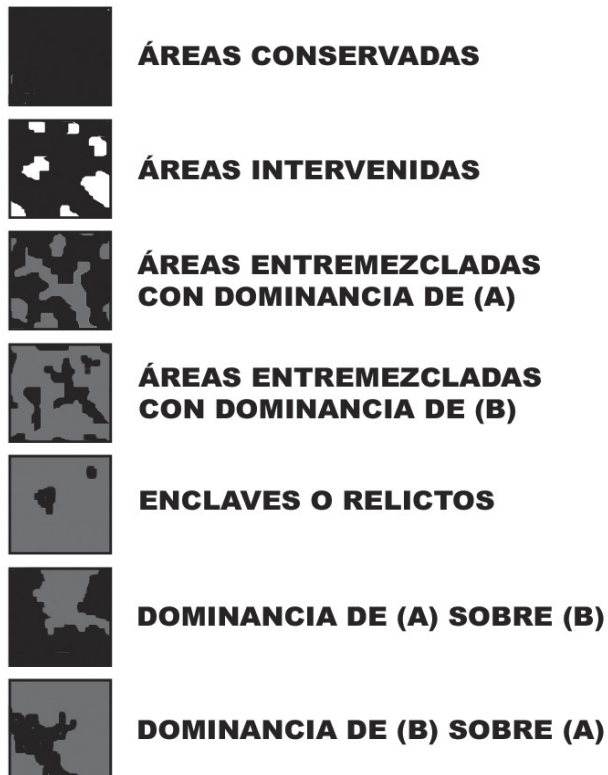 ÁREAS CONSERVADAS
ÁREAS INTERVENIDAS
ÁREAS ENTREMEZCLADAS
CON DOMINANCIA DE (A)
ÁREAS ENTREMEZCLADAS
CON DOMINANCIA DE (B)
ENCLAVES O RELICTOS
DOMINANCIA DE (A) SOBRE (B)
DOMINANCIA DE (B) SOBRE (A)